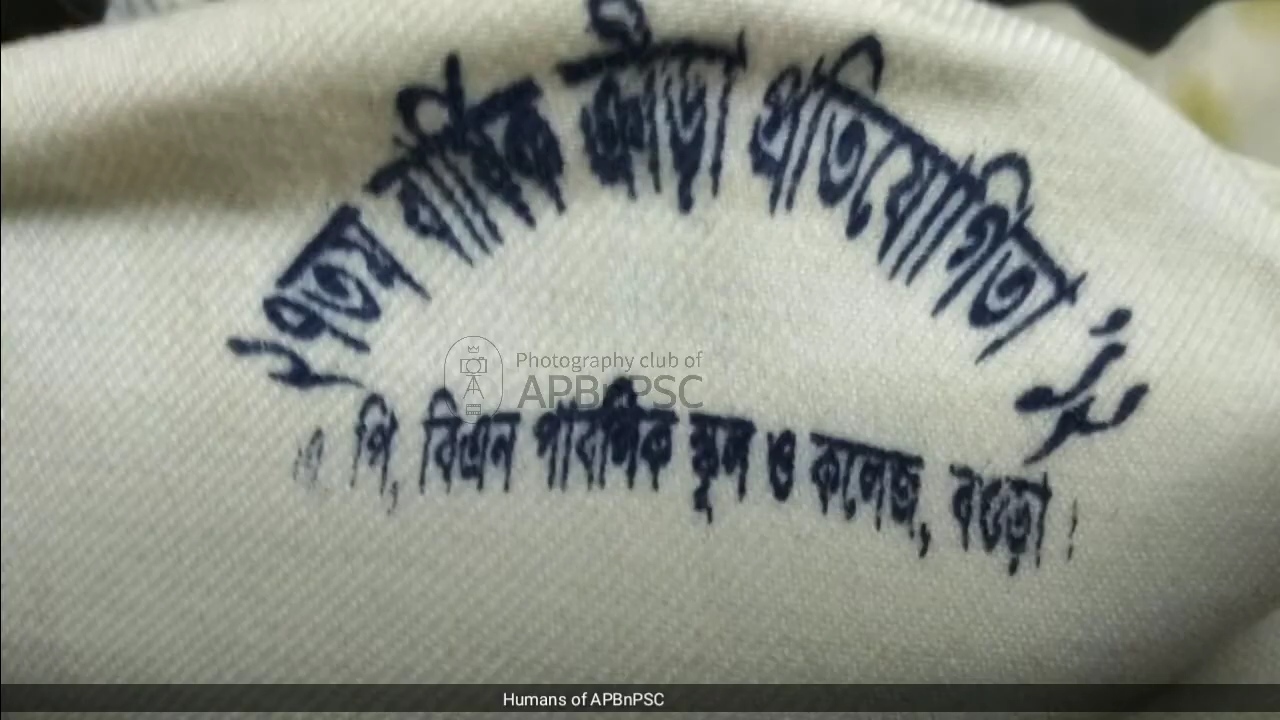 বার্ষিক ক্রীড়া প্রতিযোগিতা
এ পি, বিএন পাবলিক স্কুল ও কলেজ, বগুড়া ।
Photography club of
APBnPSC
Humans of APBnPSC